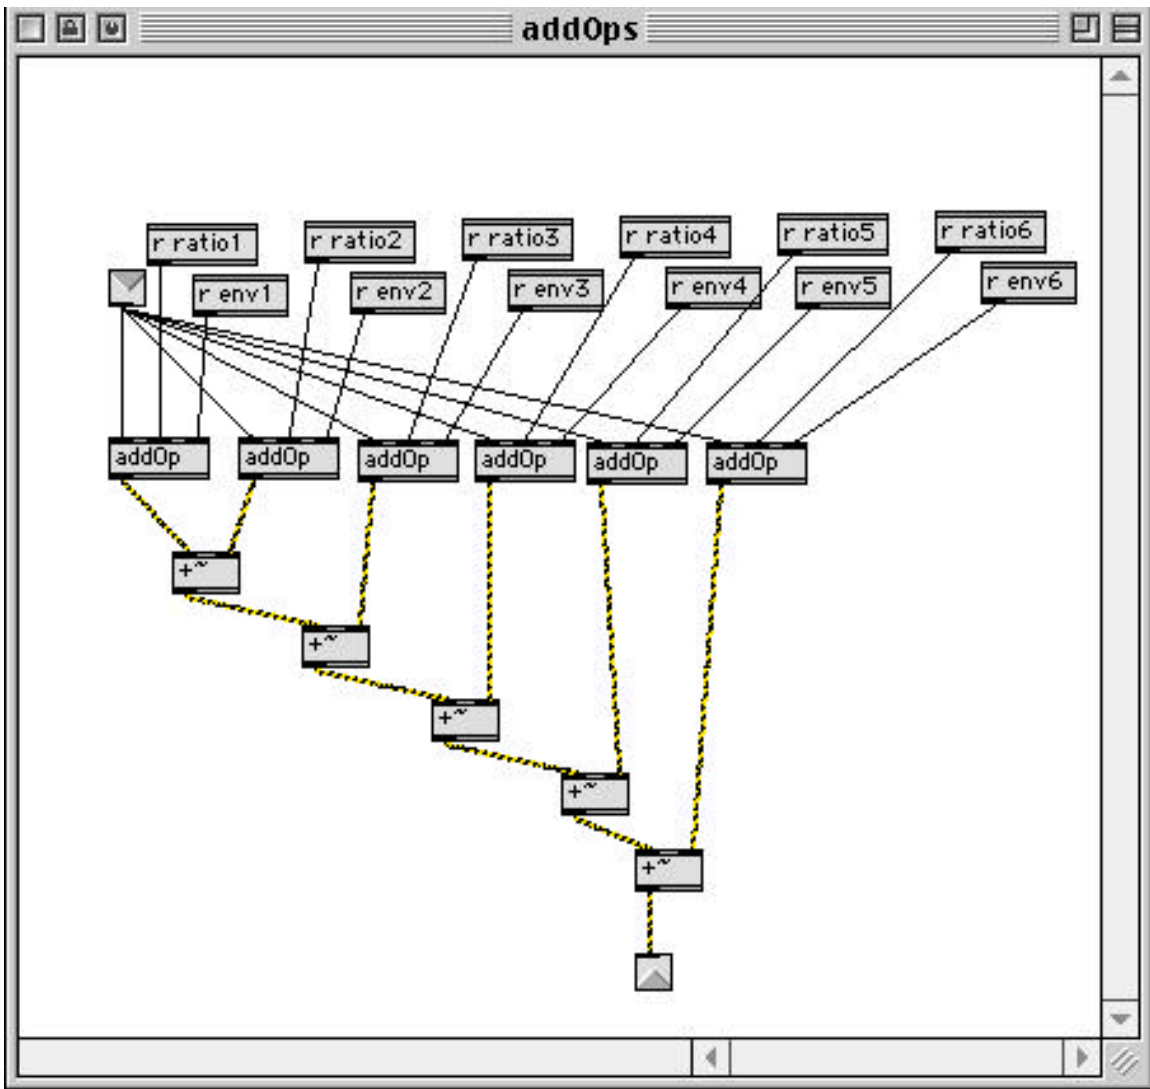 addOps
r ratio1
r ratio2
r ratio3
r ratio4
r ratio5
r ratio6
r env1
r env2
r env3
r env4
r env5
r env6
addOp
addOp
addOp
addOp
addOp
addOp
+~
+~
+~
+~
+~